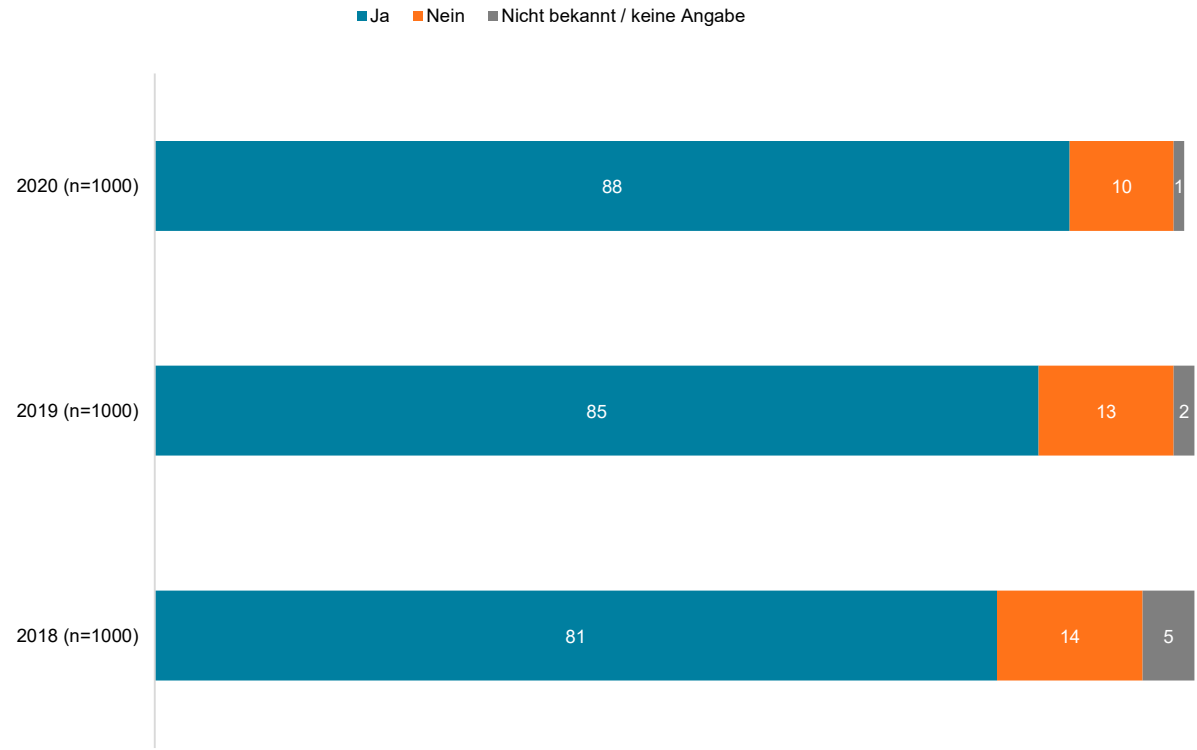 Ja Nein Nicht bekannt / keine Angabe
2020 (n=1000) 88 10 1
2019 (n=1000) 85 13 2
2018 (n=1000) 81 14 5